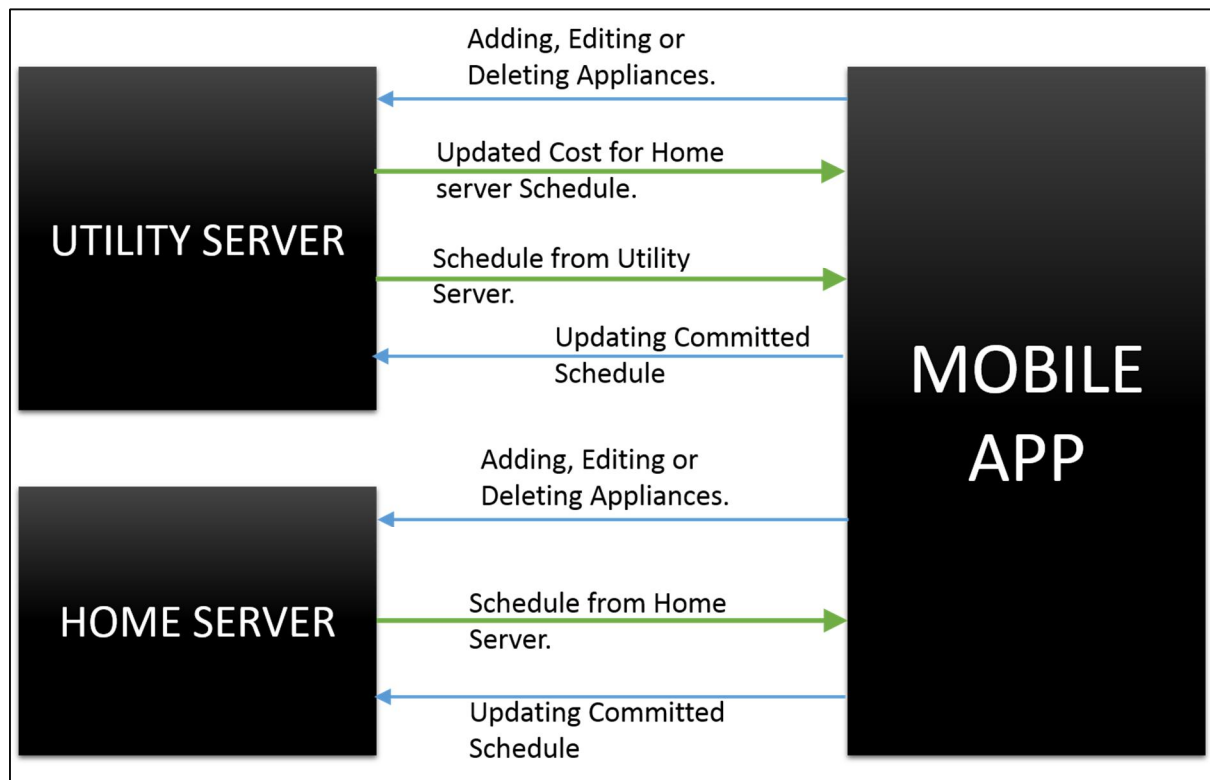 Adding, Editing or
Deleting Appliances.
Updated Cost for Home
server Schedule.
UTILITY SERVER
Schedule from Utility
Server.
Updating Committed
Schedule
MOBILE
APP
Adding, Editing or
Deleting Appliances.
HOME SERVER
Schedule from Home
Server.
Updating Committed
Schedule